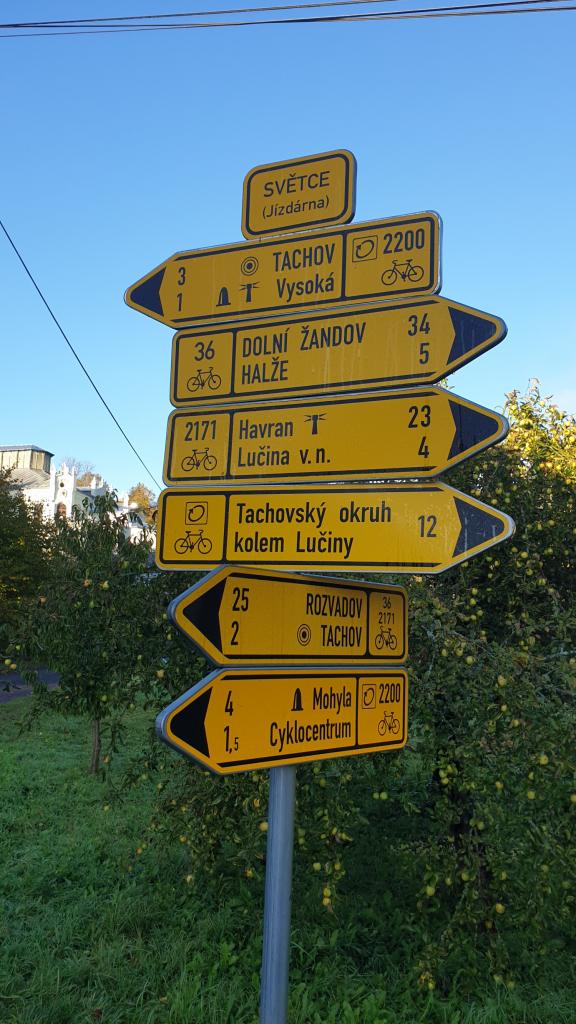 SVĚTCE
(Jízdárna)
3 TACHOV 2200
1 Vysoká
36 DOLNÍ ŽANDOV 34
HALŽE 5
2171 Havran 23
Lučina v. n. 4
Tachovský okruh 12
kolem Lučiny
25 ROZVADOV 36
2 TACHOV 2171
4 Mohyla 2200
1,5 Cyklocentrum